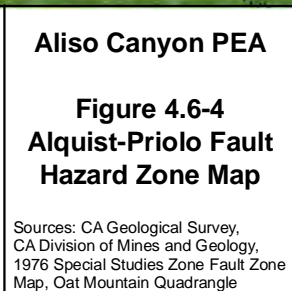 Aliso Canyon PEA
Figure 4.6-4
Alquist-Priolo Fault
Hazard Zone Map
Sources: CA Geological Survey,
CA Division of Mines and Geology,
1976 Special Studies Zone Fault Zone
Map, Oat Mountain Quadrangle